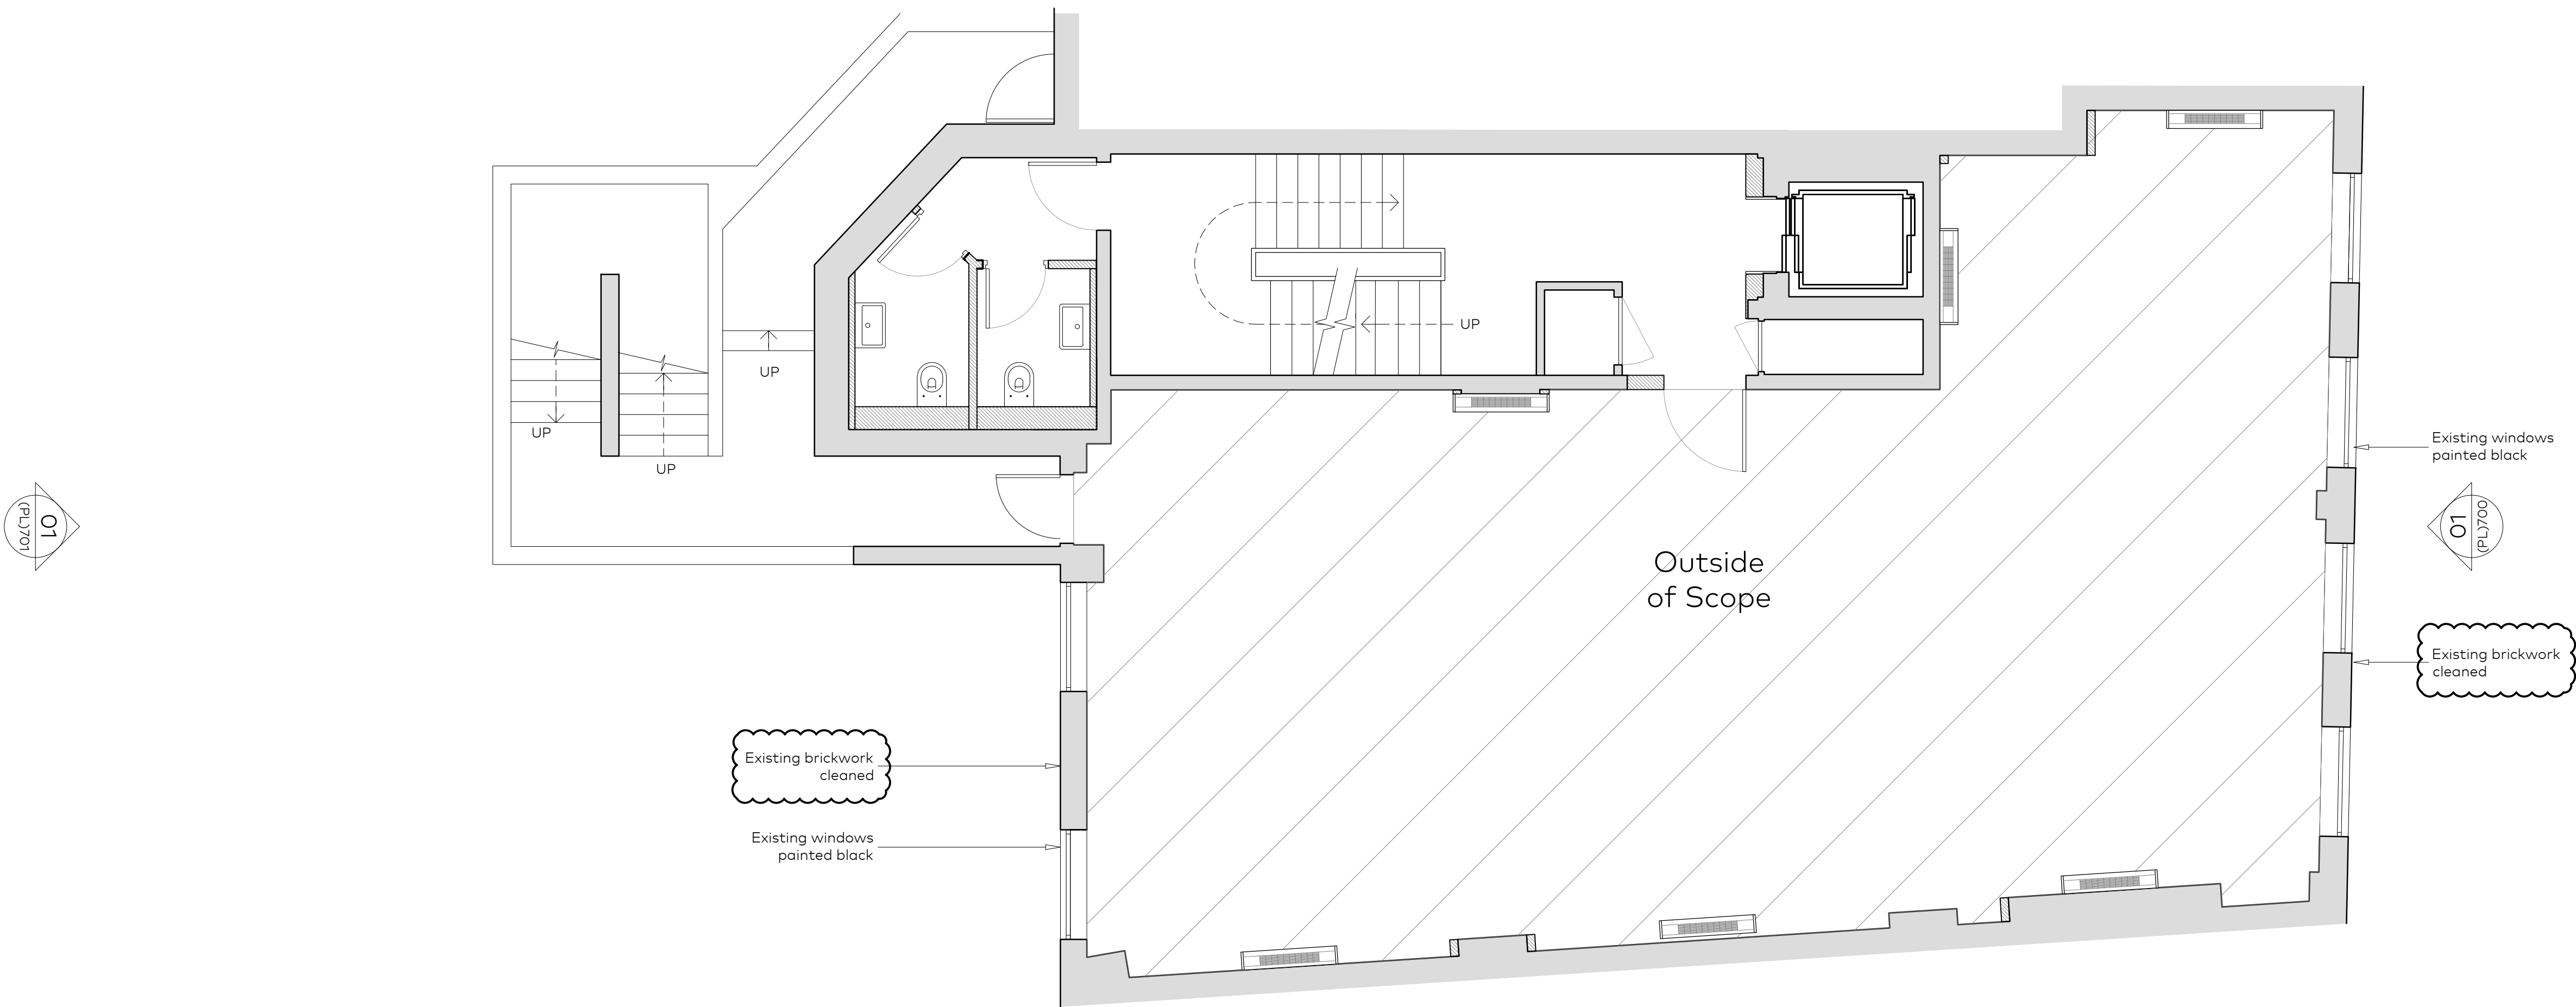 UP
UP
UP
UP
Existing windows
painted black
01
(PL)701
01
(PL)700
Outside
of Scope
Existing brickwork
cleaned
Existing brickwork
cleaned
Existing windows
painted black